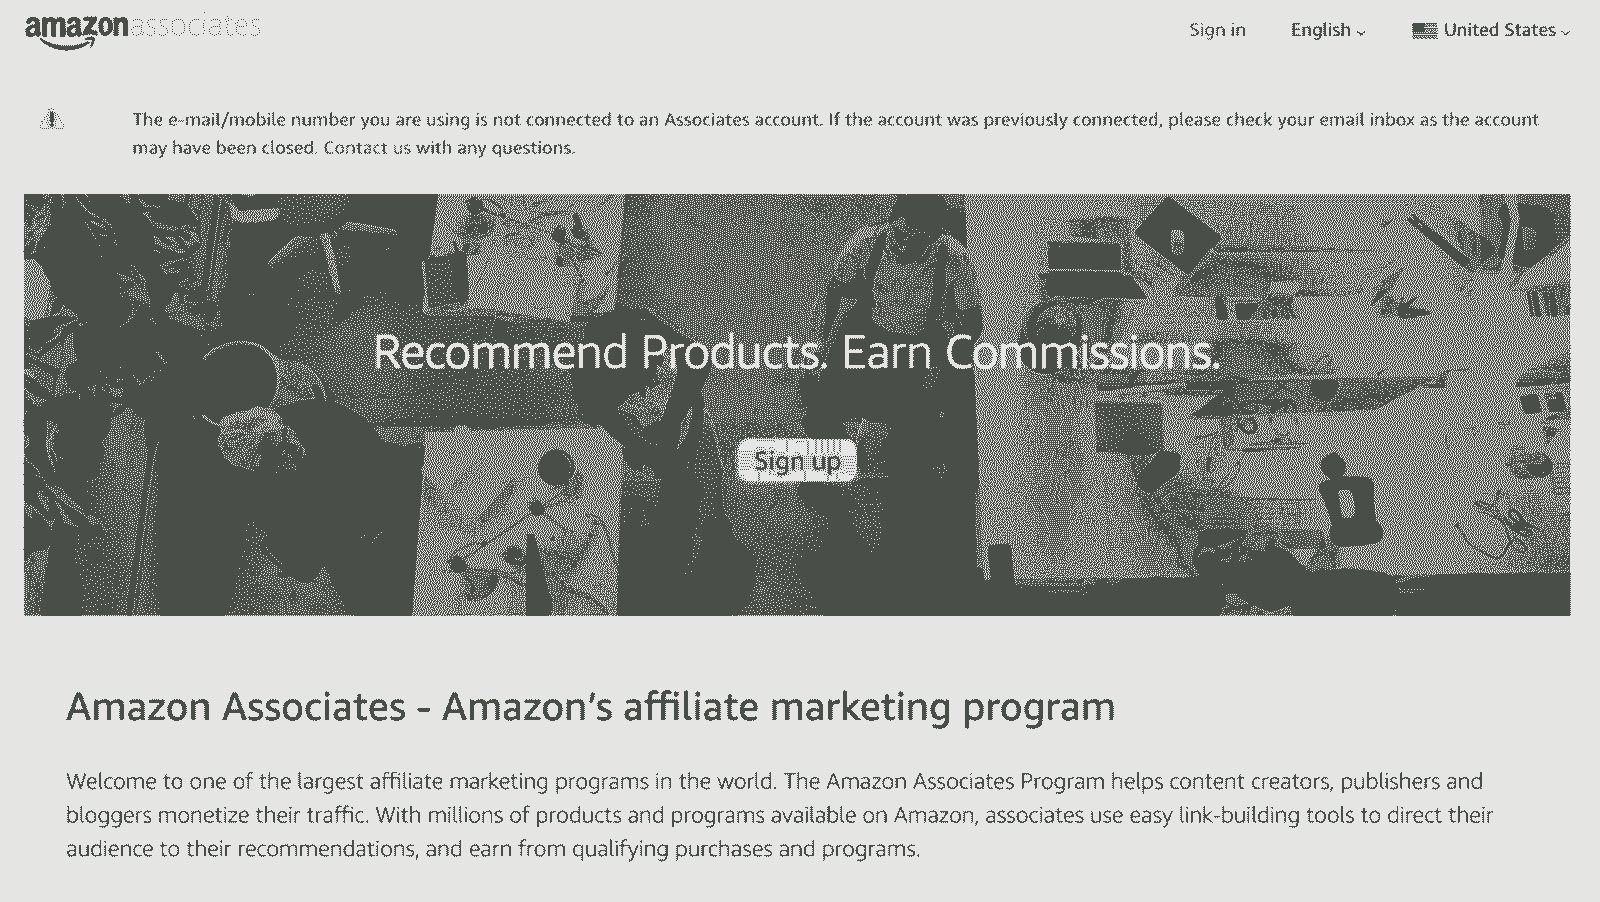 amazon associates
Sign in English United States
The e-mail/mobile number you are using is not connected to an Associates account. If the account was previously connected, please check your email inbox as the account
may have been closed. Contact us with any questions.
Recommend Products. Earn Commissions.
Sign up
Amazon Associates - Amazon’s affiliate marketing program
Welcome to one of the largest affiliate marketing programs in the world. The Amazon Associates Program helps content creators, publishers and
bloggers monetize their traffic. With millions of products and programs available on Amazon, associates use easy link-building tools to direct their
audience to their recommendations, and earn from qualifying purchases and programs.